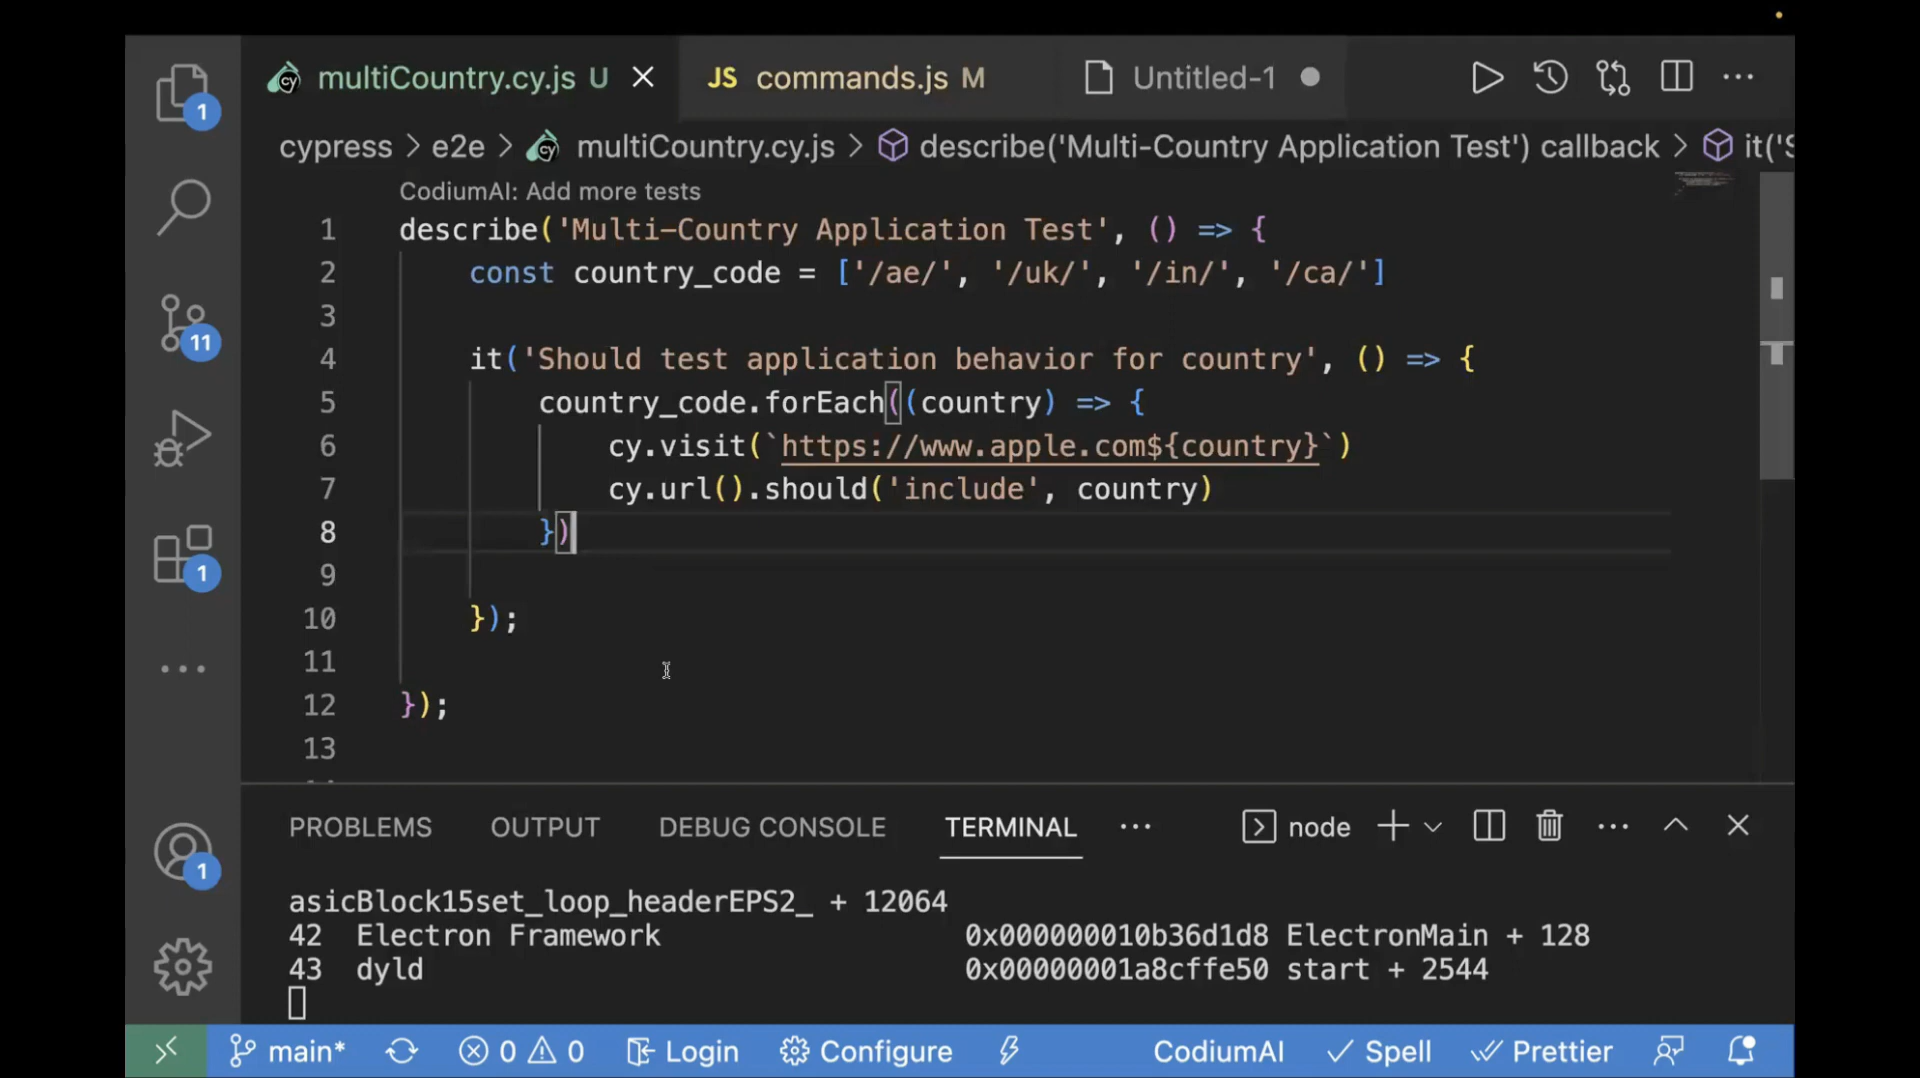 multiCountry.cy.js U
JS commands.js M
Untitled-1
cypress > e2e > multiCountry.cy.js > describe('Multi-Country Application Test') callback > it('S
CodiumAI: Add more tests
1 describe('Multi-Country Application Test', () => {
2 const country_code = ['/ae/', '/uk/', '/in/', '/ca/']
3
4 it('Should test application behavior for country', () => {
5 country_code.forEach((country) => {
6 cy.visit(`https://www.apple.com${country}`)
7 cy.url().should('include', country)
8 })
9
10 });
11
12 });
13
1
11
1
1
PROBLEMS OUTPUT DEBUG CONSOLE TERMINAL ... node
asicBlock15set_loop_headerEPS2_ + 12064
42 Electron Framework 0x000000010b36d1d8 ElectronMain + 128
43 dyld 0x00000001a8cffe50 start + 2544
main* 0 0 Login Configure CodiumAI Spell Prettier